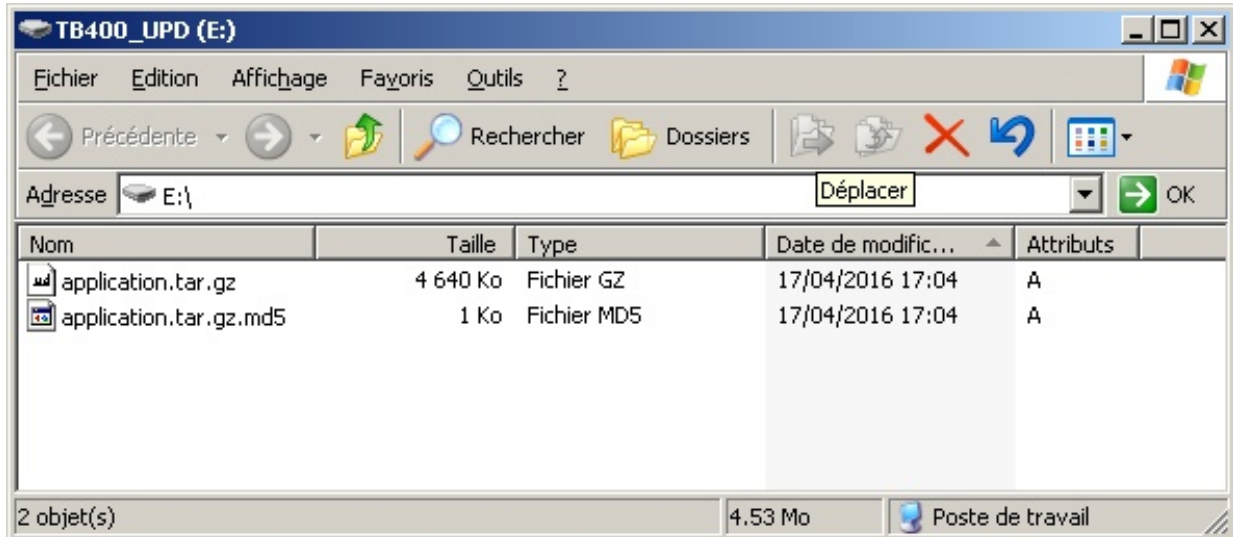 TB400_UPD (E:)
Fichier Edition Affichage Favoris Outils ?
Précédente Rechercher Dossiers
Adresse E:\ Déplacer OK
Nom Taille Type Date de modific... Attributs
application.tar.gz 4 640 Ko Fichier GZ 17/04/2016 17:04 A
application.tar.gz.md5 1 Ko Fichier MD5 17/04/2016 17:04 A
2 objet(s) 4.53 Mo Poste de travail